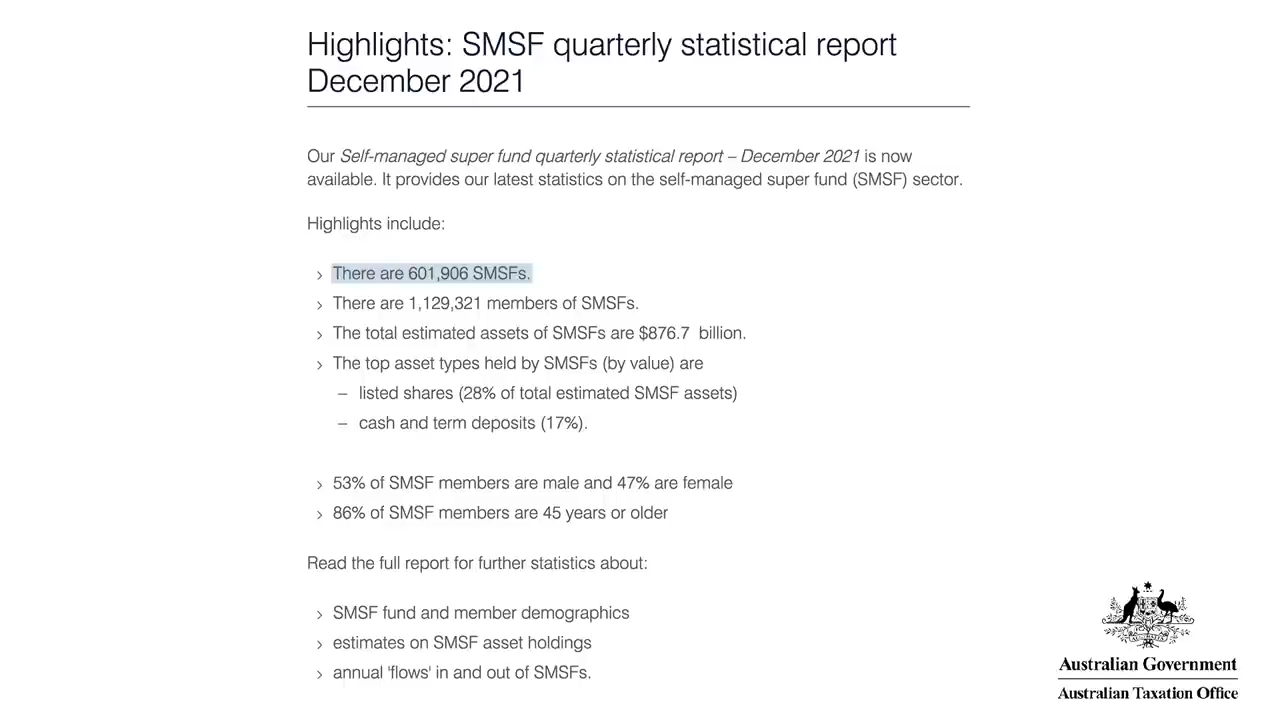 Highlights: SMSF quarterly statistical report
December 2021
Our Self-managed super fund quarterly statistical report – December 2021 is now
available. It provides our latest statistics on the self-managed super fund (SMSF) sector.
Highlights include:
› There are 601,906 SMSFs.
› There are 1,129,321 members of SMSFs.
› The total estimated assets of SMSFs are $876.7  billion.
› The top asset types held by SMSFs (by value) are
– listed shares (28% of total estimated SMSF assets)
– cash and term deposits (17%).
› 53% of SMSF members are male and 47% are female
› 86% of SMSF members are 45 years or older
Read the full report for further statistics about:
› SMSF fund and member demographics
› estimates on SMSF asset holdings
› annual 'flows' in and out of SMSFs.
Australian Government
Australian Taxation Office